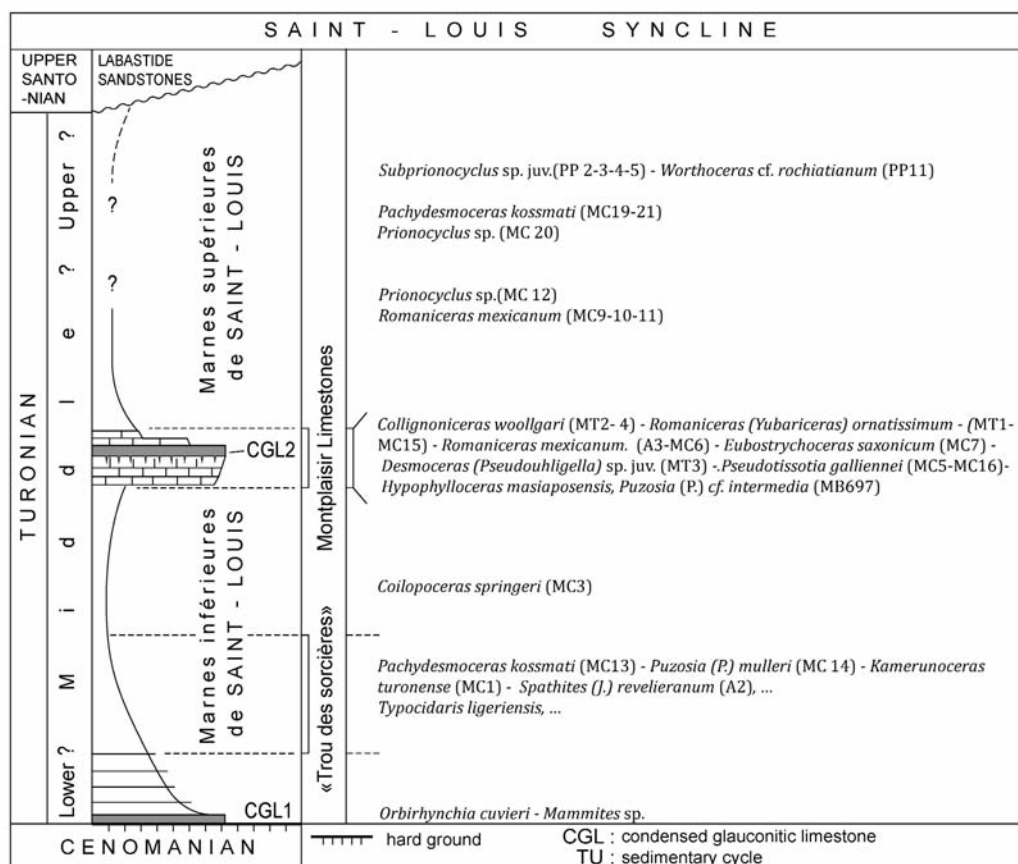 SAINT - LOUIS SYNCLINE
UPPER
SANTO
-NIAN
LABASTIDE
SANDSTONES
TURONIAN
Upper ?
Middle ?
Lower ?
?
?
Marnes supérieures
de SAINT - LOUIS
Marnes inférieures
de SAINT - LOUIS
CGL2
CGL1
Montplaisir Limestones
«Trou des sorcières»
Subprionocyclus sp. juv.(PP 2-3-4-5) - Worthoceras cf. rochiatianum (PP11)
Pachydesmoceras kossmati (MC19-21)
Prionocyclus sp. (MC 20)
Prionocyclus sp.(MC 12)
Romaniceras mexicanum (MC9-10-11)
Collignoniceras woollgari (MT2- 4) - Romaniceras (Yubariceras) ornatissimum - (MT1-
MC15) - Romaniceras mexicanum. (A3-MC6) - Eubostrychoceras saxonicum (MC7) -
Desmoceras (Pseudouhligella) sp. juv. (MT3) -.Pseudotissotia galliennei (MC5-MC16)-
Hypophylloceras masiaposensis, Puzosia (P.) cf. intermedia (MB697)
Coilopoceras springeri (MC3)
Pachydesmoceras kossmati (MC13) - Puzosia (P.) mulleri (MC 14) - Kamerunoceras
turonense (MC1) - Spathites (J.) revelieranum (A2), ...
Typocidaris ligeriensis, ...
Orbirhynchia cuvieri - Mammites sp.
CENOMANIAN
hard ground
CGL : condensed glauconitic limestone
TU : sedimentary cycle